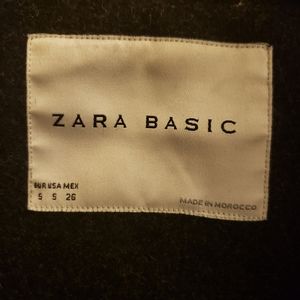 ZARA BASIC
EUR USA MEX
S S 26
MADE IN MOROCCO